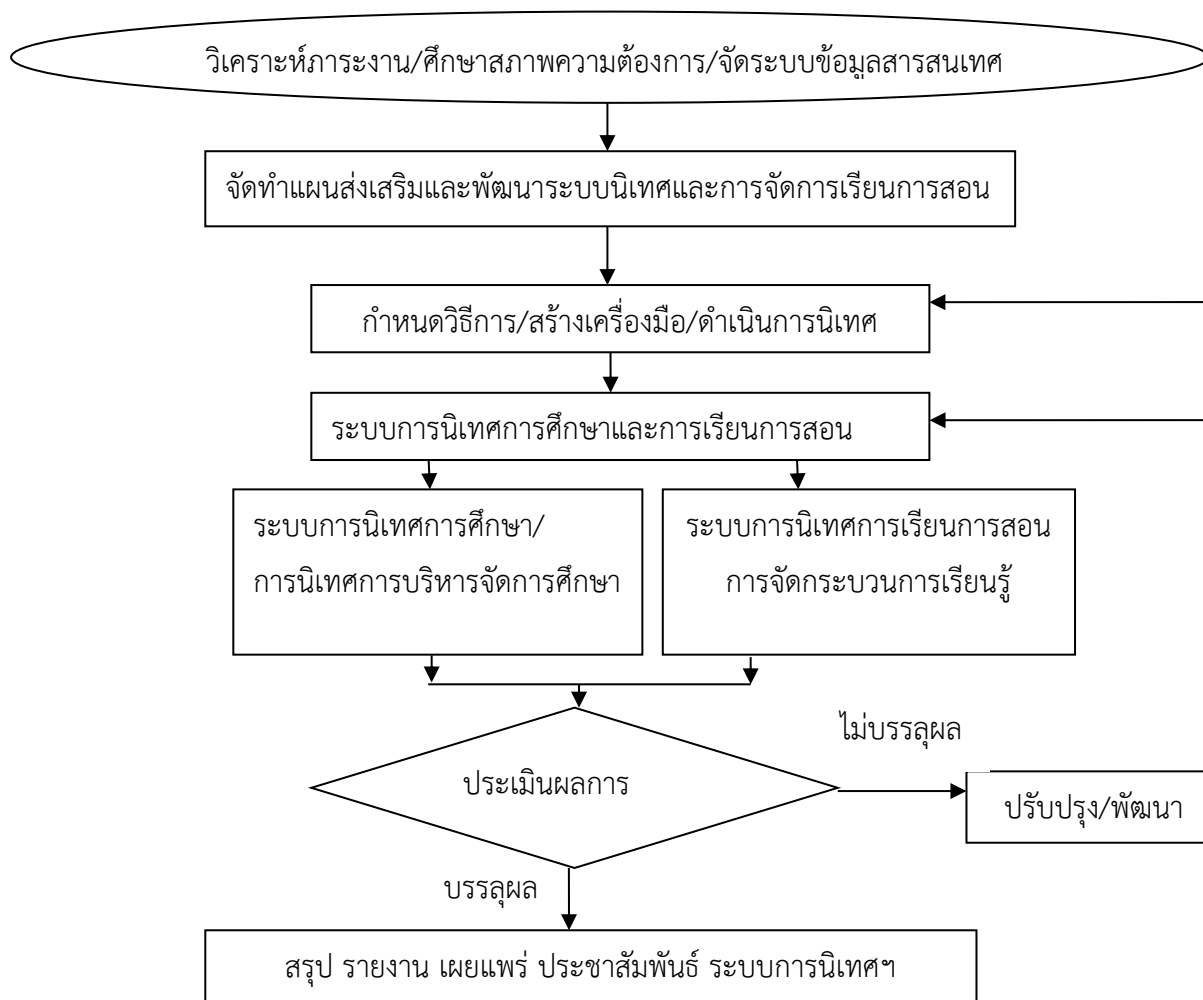 วิเคราะห์ภาระงาน/ศึกษาสภาพความต้องการ/จัดระบบข้อมูลสารสนเทศ
จัดทำแผนส่งเสริมและพัฒนาระบบนิเทศและการจัดการเรียนการสอน
กำหนดวิธีการ/สร้างเครื่องมือ/ดำเนินการนิเทศ
ระบบการนิเทศการศึกษาและการเรียนการสอน
ระบบการนิเทศการศึกษา/
การนิเทศการบริหารจัดการศึกษา
ระบบการนิเทศการเรียนการสอน
การจัดกระบวนการเรียนรู้
ไม่บรรลุผล
ประเมินผลการ
ปรับปรุง/พัฒนา
บรรลุผล
สรุป รายงาน เผยแพร่ ประชาสัมพันธ์ ระบบการนิเทศฯ